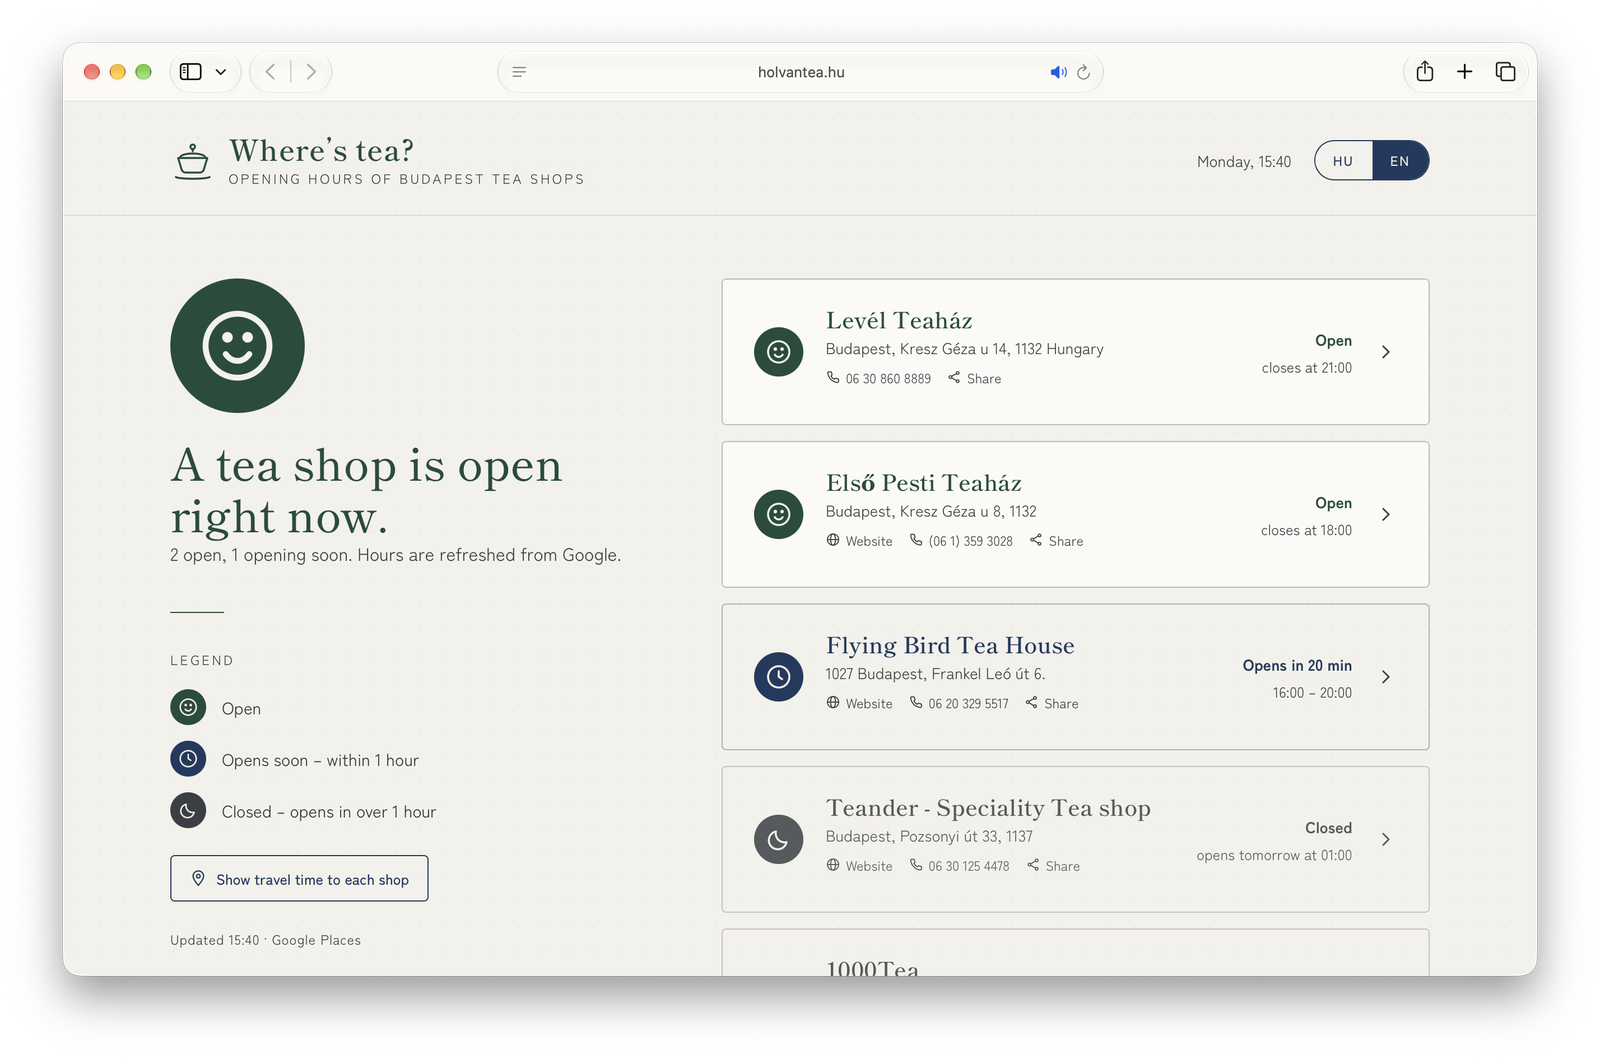 holvantea.hu
Where's tea?
OPENING HOURS OF BUDAPEST TEA SHOPS
Monday, 15:40
HU
EN
A tea shop is open
right now.
2 open, 1 opening soon. Hours are refreshed from Google.
LEGEND
Open
Opens soon – within 1 hour
Closed – opens in over 1 hour
Show travel time to each shop
Updated 15:40 · Google Places
Levél Teaház
Budapest, Kresz Géza u 14, 1132 Hungary
06 30 860 8889 Share
Open
closes at 21:00
Első Pesti Teaház
Budapest, Kresz Géza u 8, 1132
Website (06 1) 359 3028 Share
Open
closes at 18:00
Flying Bird Tea House
1027 Budapest, Frankel Leó út 6.
Website 06 20 329 5517 Share
Opens in 20 min
16:00 – 20:00
Teander - Speciality Tea shop
Budapest, Pozsonyi út 33, 1137
Website 06 30 125 4478 Share
Closed
opens tomorrow at 01:00
1000Tea